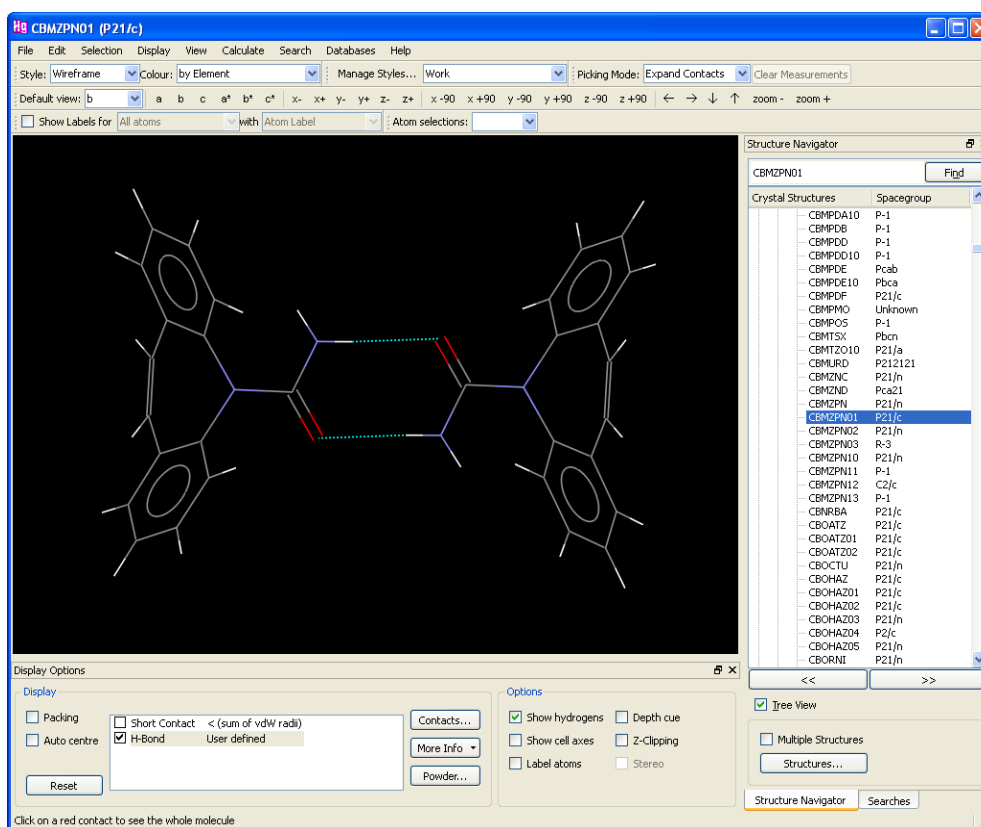 Hg CBMZPN01 (P21/c)
File Edit Selection Display View Calculate Search Databases Help
Style: Wireframe Colour: by Element Manage Styles... Work Picking Mode: Expand Contacts Clear Measurements
Default view: b a b c a* b* c* x- x+ y- y+ z- z+ x -90 x +90 y -90 y +90 z -90 z +90 ← → ↓ ↑ zoom - zoom +
Show Labels for All atoms with Atom Label Atom selections:
Structure Navigator
CBMZPN01 Find
Crystal Structures Spacegroup
CBMPDA10 P-1
CBMPDB P-1
CBMPDD P-1
CBMPDD10 P-1
CBMPDE Pcab
CBMPDE10 Pbca
CBMPDF P21/c
CBMPMO Unknown
CBMPOS P-1
CBMTSX Pbcn
CBMTZO10 P21/a
CBMURD P212121
CBMZNC P21/n
CBMZND Pca21
CBMZPN P21/n
CBMZPN01 P21/c
CBMZPN02 P21/n
CBMZPN03 R-3
CBMZPN10 P21/n
CBMZPN11 P-1
CBMZPN12 C2/c
CBMZPN13 P-1
CBNRBA P21/c
CBOATZ P21/c
CBOATZ01 P21/c
CBOATZ02 P21/c
CBOCTU P21/n
CBOHAZ P21/c
CBOHAZ01 P21/c
CBOHAZ02 P21/c
CBOHAZ03 P21/n
CBOHAZ04 P2/c
CBOHAZ05 P21/n
CBORNI P21/n
<< >>
Tree View
Multiple Structures
Structures...
Structure Navigator Searches
Display Options
Display
Packing
Auto centre
Reset
Short Contact < (sum of vdW radii)
H-Bond User defined
Contacts...
More Info
Powder...
Options
Show hydrogens Depth cue
Show cell axes Z-Clipping
Label atoms Stereo
Click on a red contact to see the whole molecule